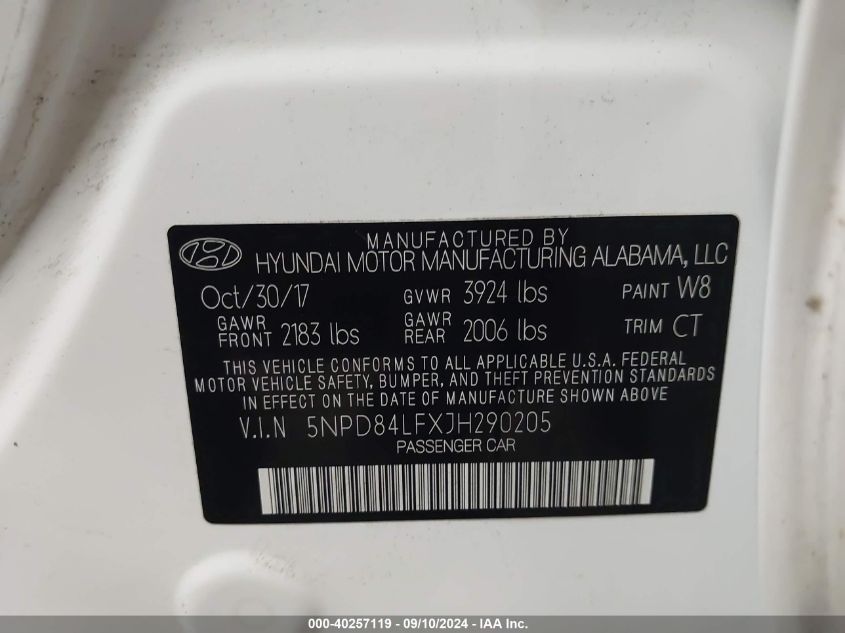 MANUFACTURED BY
HYUNDAI MOTOR MANUFACTURING ALABAMA, LLC
Oct/30/17 GVWR 3924 lbs PAINT W8
GAWR FRONT 2183 lbs GAWR REAR 2006 lbs TRIM CT
THIS VEHICLE CONFORMS TO ALL APPLICABLE U.S.A. FEDERAL
MOTOR VEHICLE SAFETY, BUMPER, AND THEFT PREVENTION STANDARDS
IN EFFECT ON THE DATE OF MANUFACTURE SHOWN ABOVE
V.I.N 5NPD84LFXJH290205
PASSENGER CAR
000-40257119 - 09/10/2024 - IAA Inc.